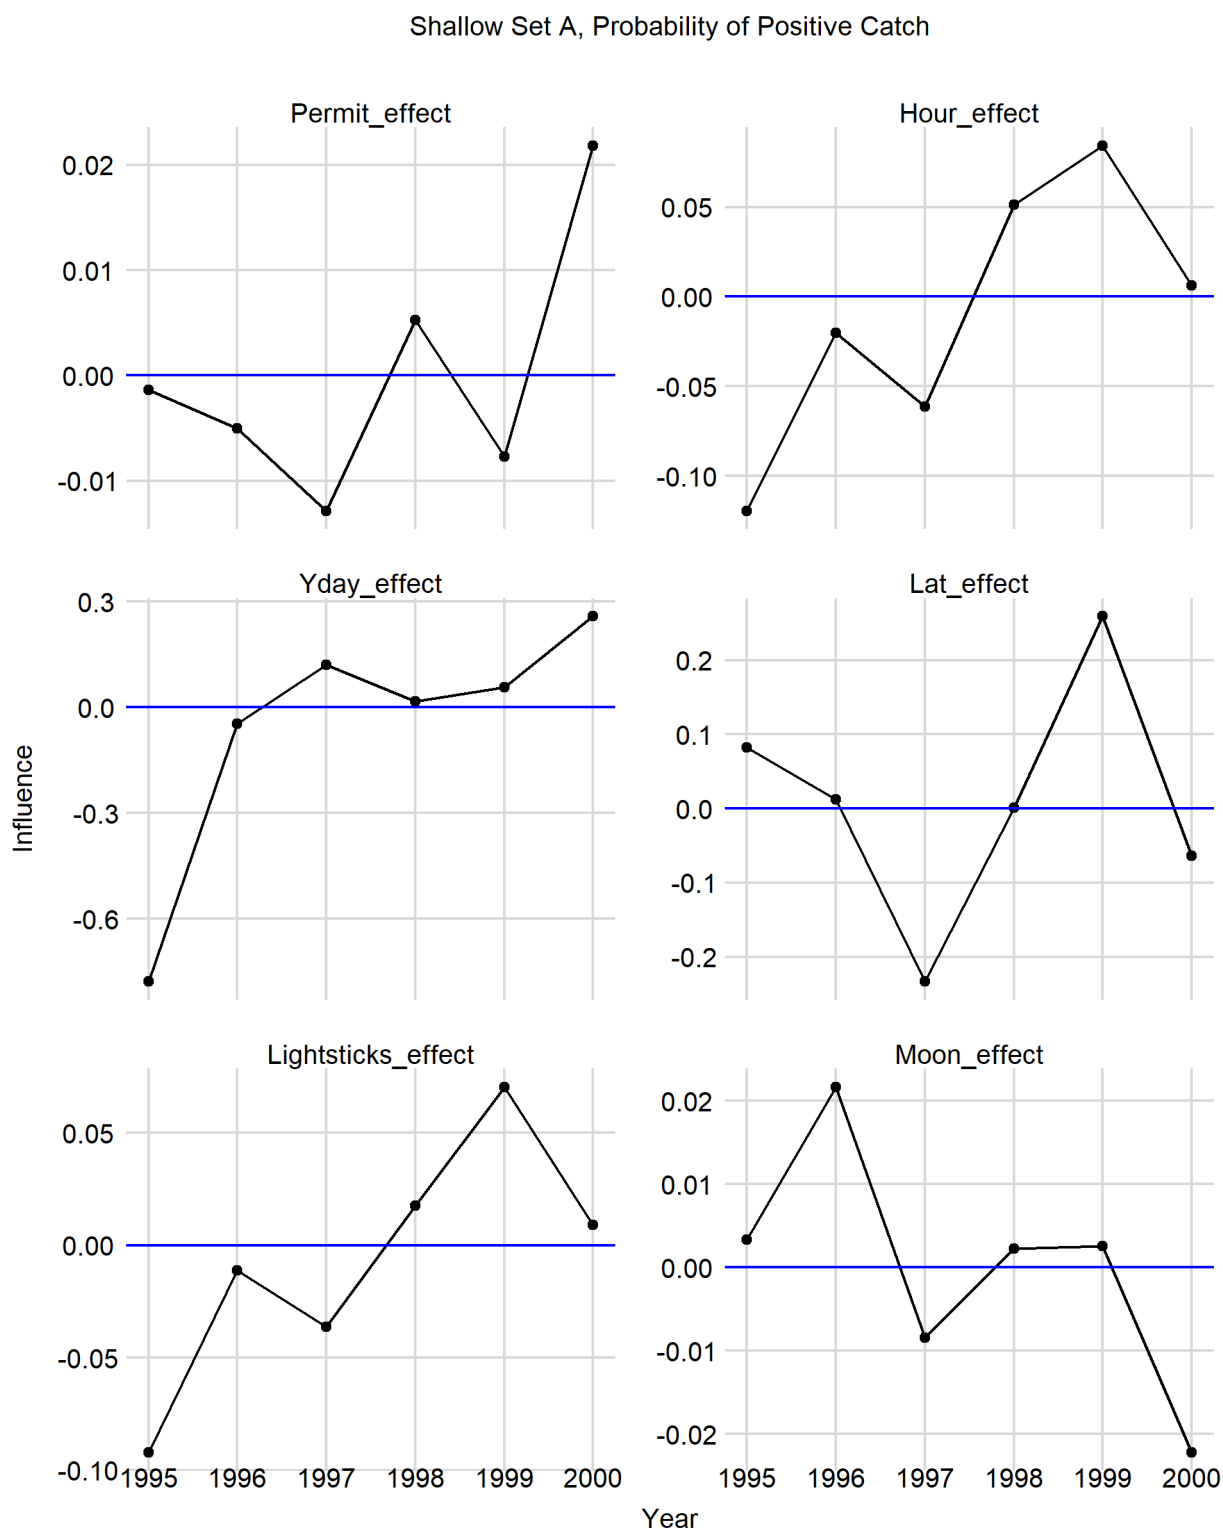 Shallow Set A, Probability of Positive Catch
Permit_effect
0.02
0.01
0.00
-0.01
Hour_effect
0.05
0.00
-0.05
-0.10
Yday_effect
0.3
0.0
-0.3
-0.6
Lat_effect
0.2
0.1
0.0
-0.1
-0.2
Influence
Lightsticks_effect
0.05
0.00
-0.05
-0.10
1995 1996 1997 1998 1999 2000
Moon_effect
0.02
0.01
0.00
-0.01
-0.02
1995 1996 1997 1998 1999 2000
Year